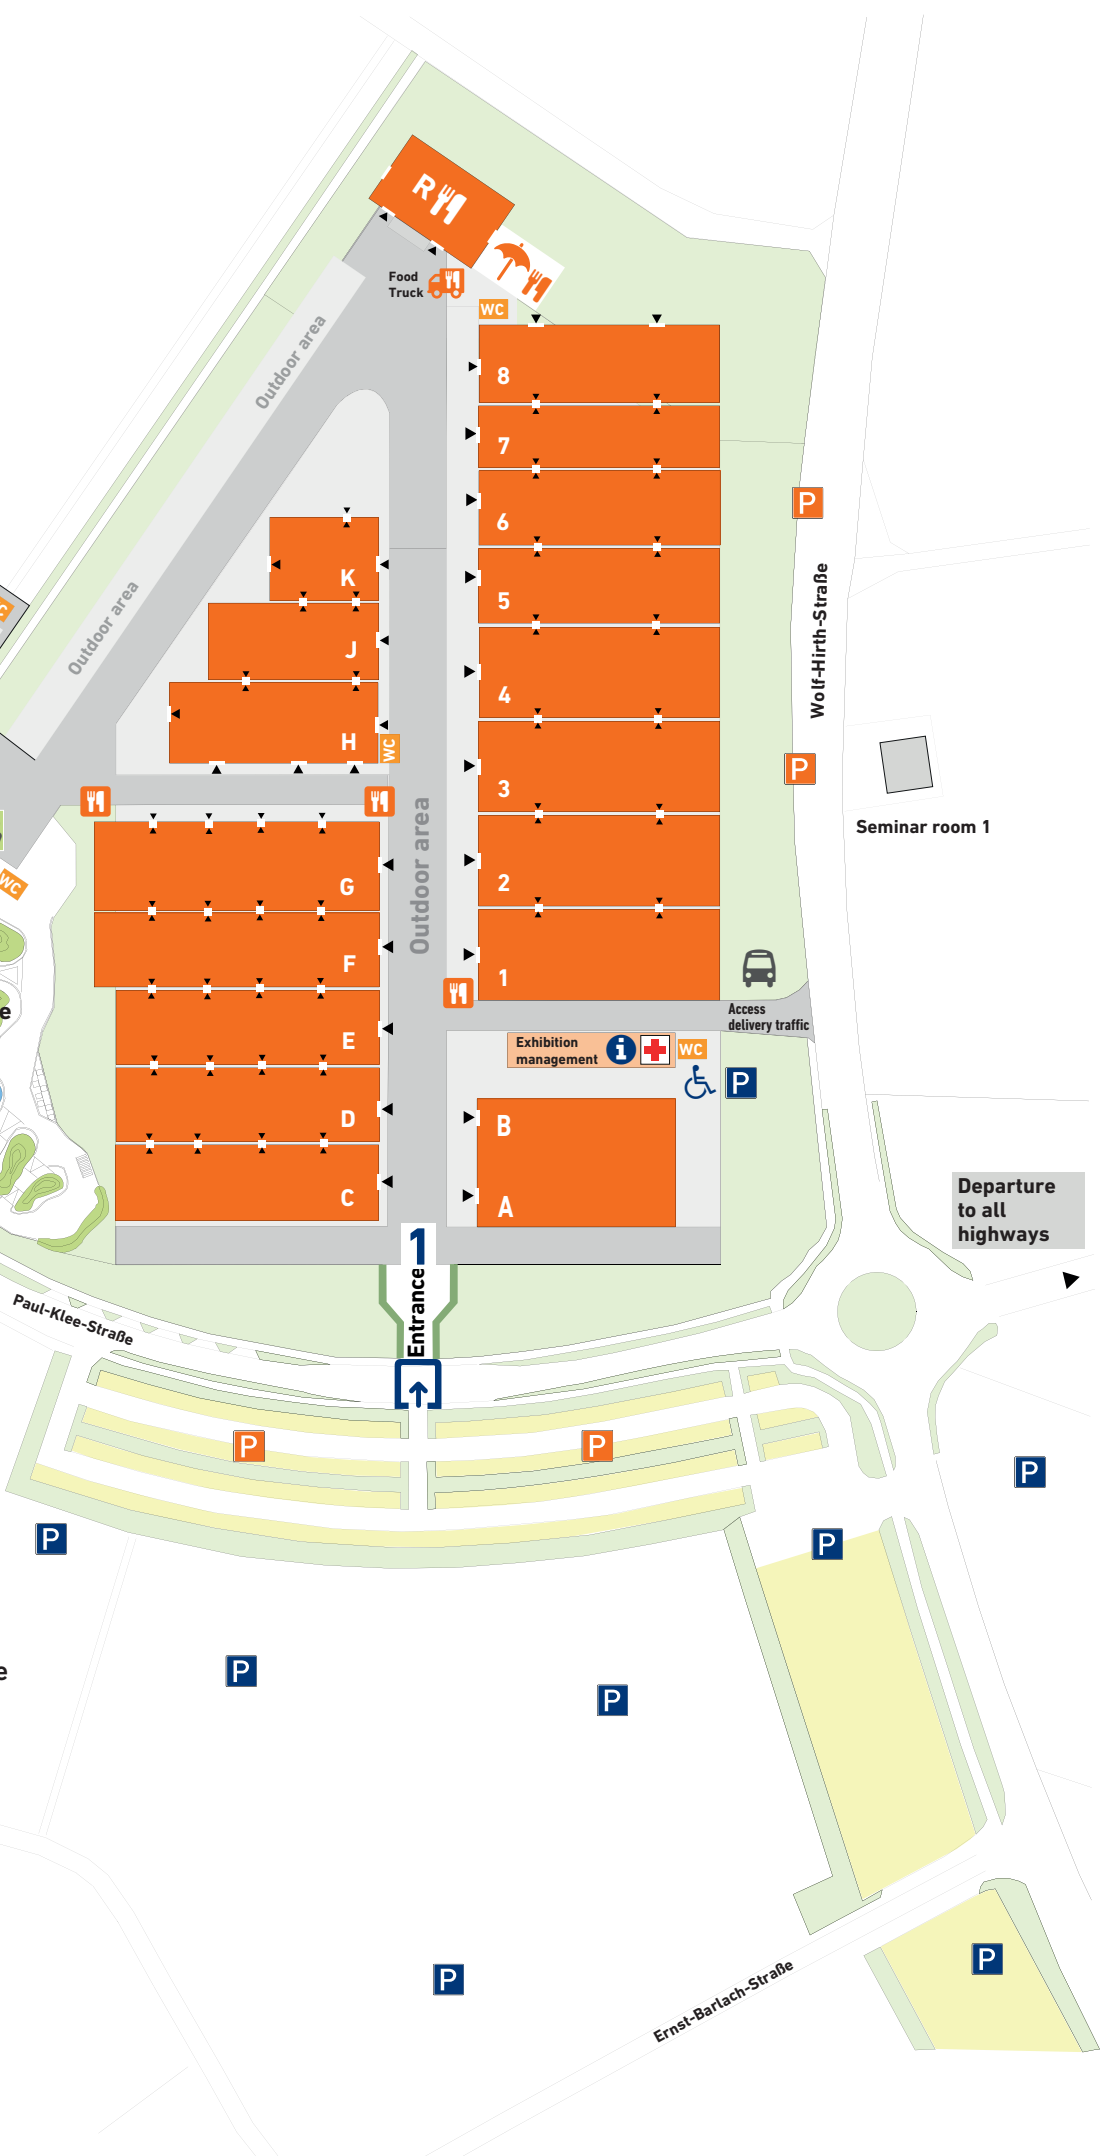 R
Food
Truck
WC
Outdoor area
8
7
6
P
K
5
Wolf-Hirth-Straße
Outdoor area
J
4
H
WC
P
3
Seminar room 1
Outdoor area
G
2
WC
F
1
Access
delivery traffic
E
Exhibition
management
i
WC
P
D
B
C
A
Departure
to all
highways
1
Entrance
Paul-Klee-Straße
P
P
P
P
P
P
P
P
P
Ernst-Barlach-Straße